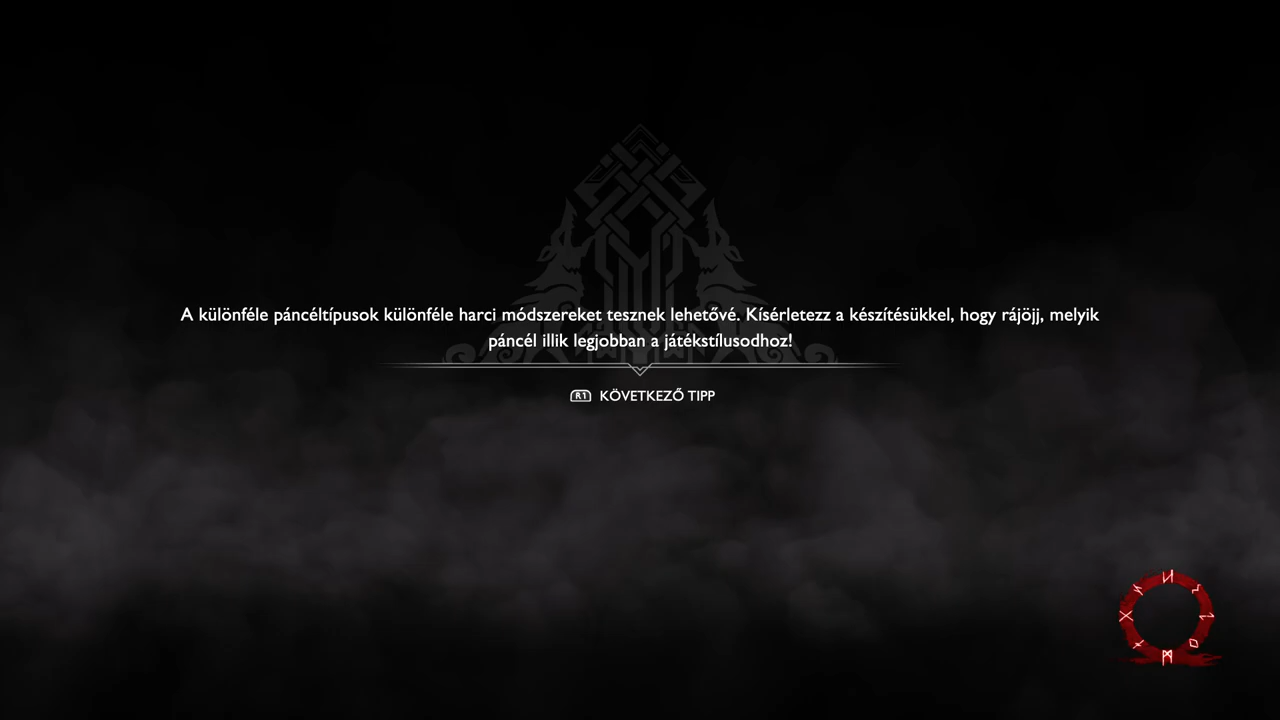 A különféle páncéltípusok különféle harci módszereket tesznek lehetővé. Kísérletezz a készítésükkel, hogy rájöjj, melyik
páncél illik legjobban a játékstílusodhoz!
R1 KÖVETKEZŐ TIPP